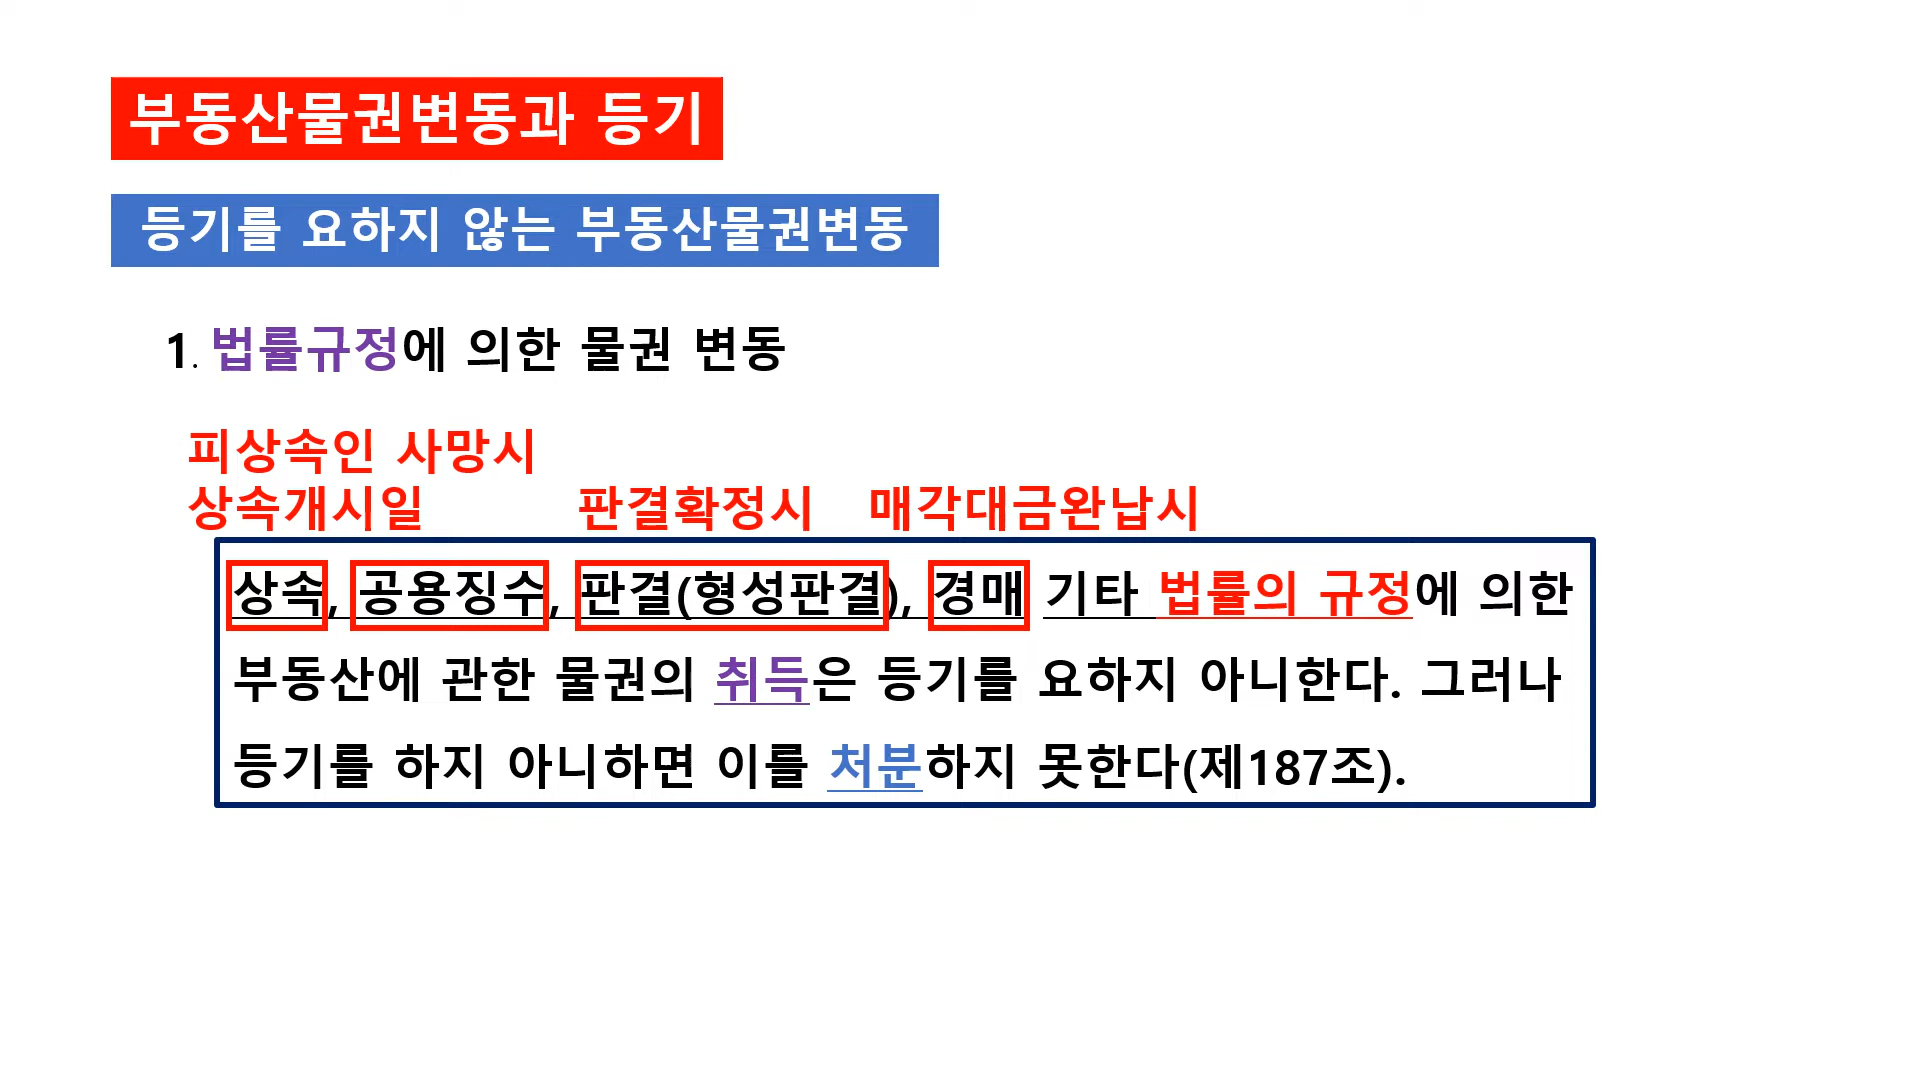 부동산물권변동과 등기
등기를 요하지 않는 부동산물권변동
1. 법률규정에 의한 물권 변동
피상속인 사망시
상속개시일 판결확정시 매각대금완납시
상속, 공용징수, 판결(형성판결), 경매 기타 법률의 규정에 의한
부동산에 관한 물권의 취득은 등기를 요하지 아니한다. 그러나
등기를 하지 아니하면 이를 처분하지 못한다(제187조).